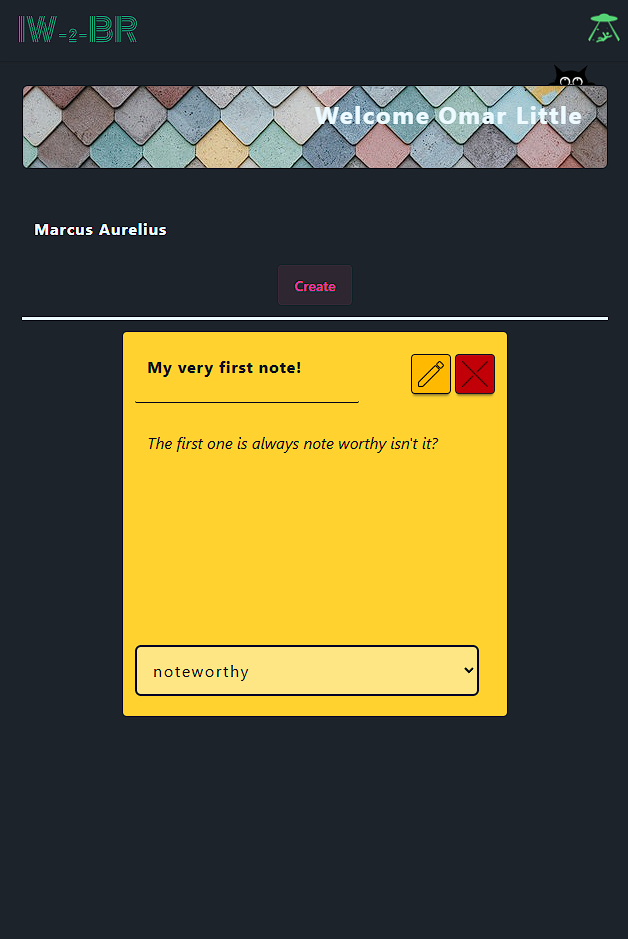 IW-2-BR
Welcome Omar Little
Marcus Aurelius
Create
My very first note!
The first one is always note worthy isn't it?
noteworthy